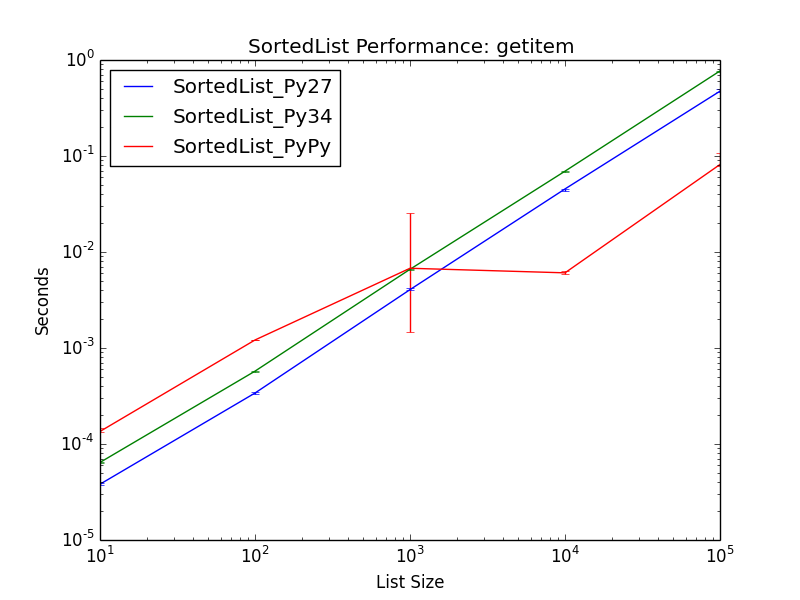 SortedList Performance: getitem
10^0
SortedList_Py27
SortedList_Py34
SortedList_PyPy
10^-1
10^-2
Seconds
10^-3
10^-4
10^-5
10^1 10^2 10^3 10^4 10^5
List Size